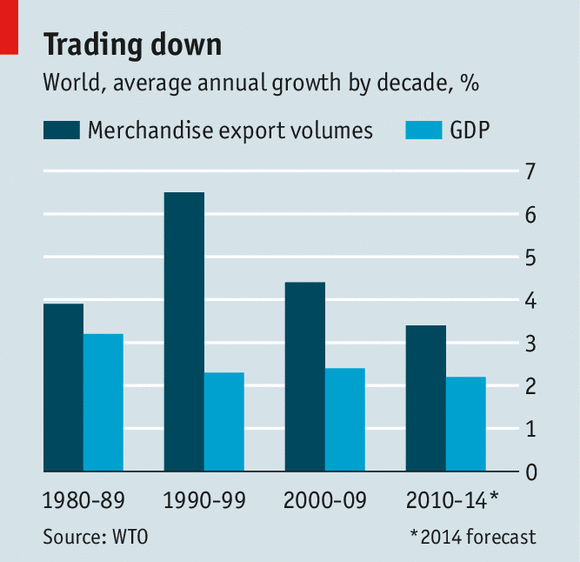 Trading down
World, average annual growth by decade, %
Merchandise export volumes GDP
7
6
5
4
3
2
1
0
1980-89 1990-99 2000-09 2010-14*
Source: WTO *2014 forecast